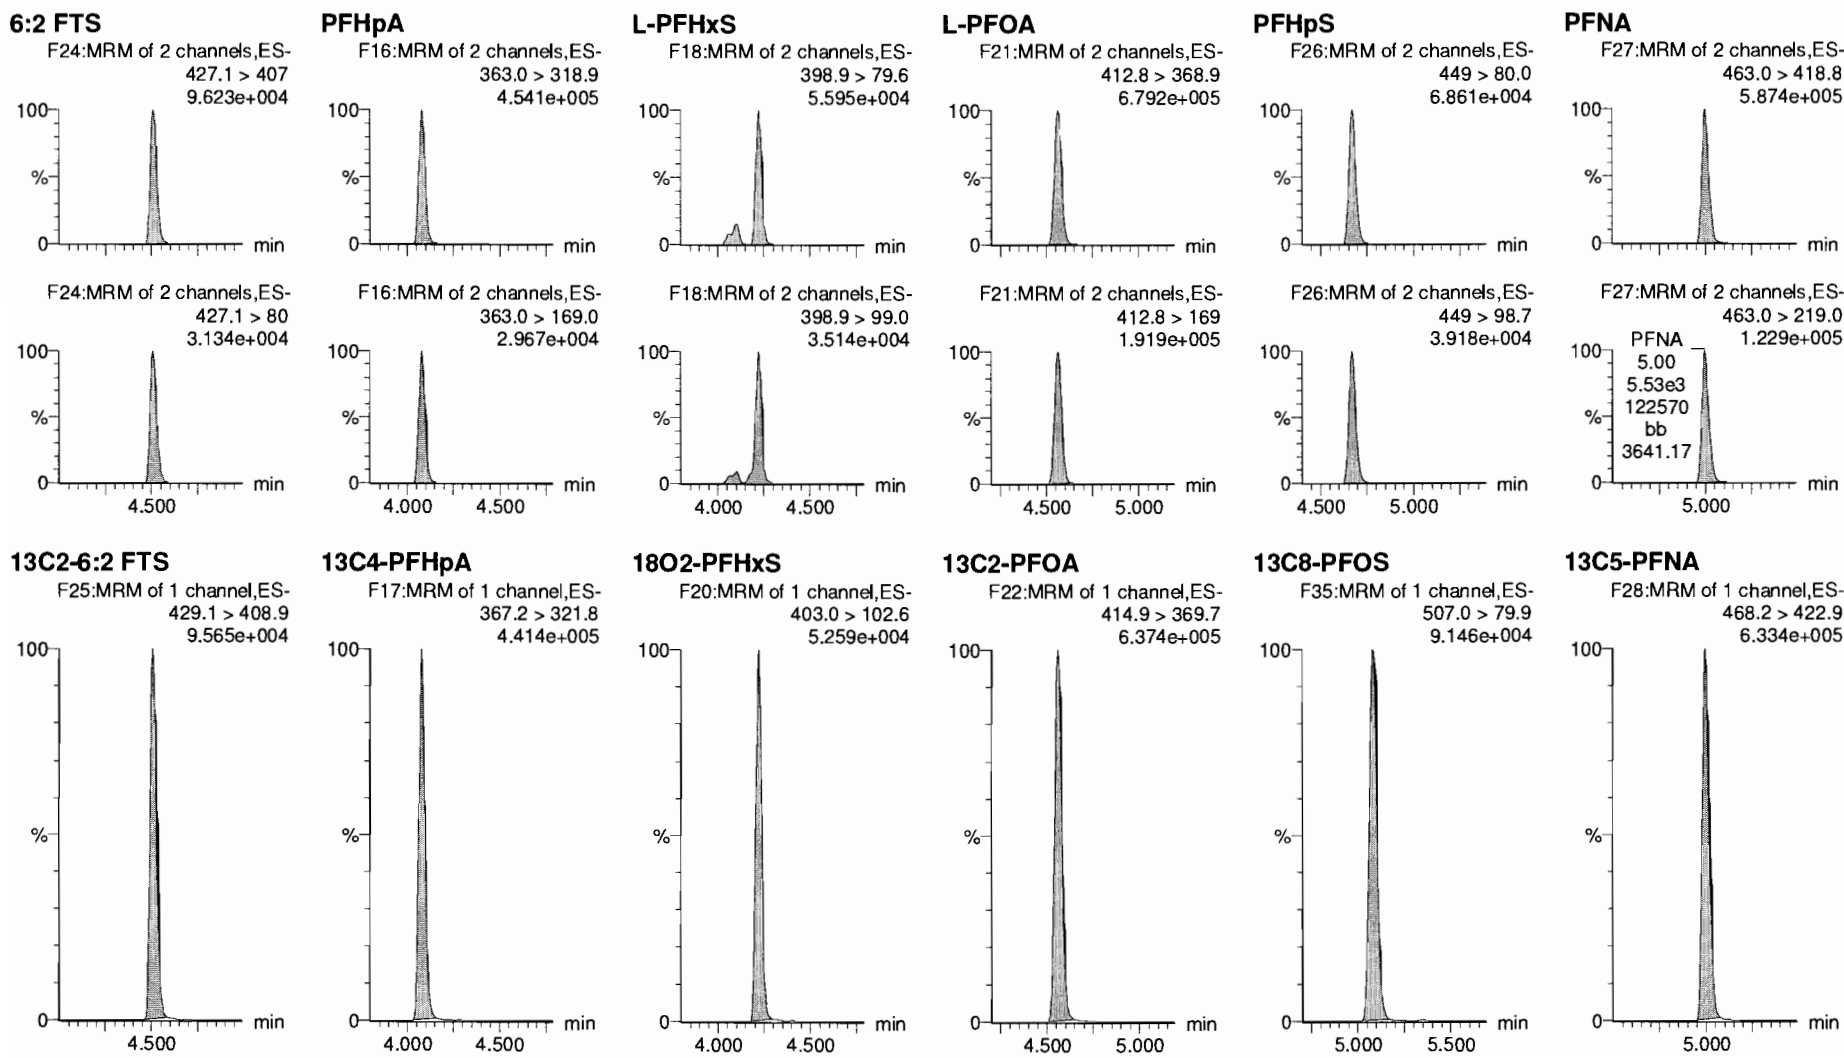 6:2 FTS
F24:MRM of 2 channels,ES-
427.1 > 407
9.623e+004
100
%
0
min
F24:MRM of 2 channels,ES-
427.1 > 80
3.134e+004
100
%
0
min
4.500
PFHpA
F16:MRM of 2 channels,ES-
363.0 > 318.9
4.541e+005
100
%
0
min
F16:MRM of 2 channels,ES-
363.0 > 169.0
2.967e+004
100
%
0
min
4.000 4.500
L-PFHxS
F18:MRM of 2 channels,ES-
398.9 > 79.6
5.595e+004
100
%
0
min
F18:MRM of 2 channels,ES-
398.9 > 99.0
3.514e+004
100
%
0
min
4.000 4.500
L-PFOA
F21:MRM of 2 channels,ES-
412.8 > 368.9
6.792e+005
100
%
0
min
F21:MRM of 2 channels,ES-
412.8 > 169
1.919e+005
100
%
0
min
4.500 5.000
PFHpS
F26:MRM of 2 channels,ES-
449 > 80.0
6.861e+004
100
%
0
min
F26:MRM of 2 channels,ES-
449 > 98.7
3.918e+004
100
%
0
min
4.500 5.000
PFNA
F27:MRM of 2 channels,ES-
463.0 > 418.8
5.874e+005
100
%
0
min
F27:MRM of 2 channels,ES-
463.0 > 219.0
1.229e+005
PFNA
5.00
5.53e3
122570
bb
3641.17
100
%
0
min
5.000
13C2-6:2 FTS
F25:MRM of 1 channel,ES-
429.1 > 408.9
9.565e+004
100
%
0
min
4.500
13C4-PFHpA
F17:MRM of 1 channel,ES-
367.2 > 321.8
4.414e+005
100
%
0
min
4.000 4.500
18O2-PFHxS
F20:MRM of 1 channel,ES-
403.0 > 102.6
5.259e+004
100
%
0
min
4.000 4.500
13C2-PFOA
F22:MRM of 1 channel,ES-
414.9 > 369.7
6.374e+005
100
%
0
min
4.500 5.000
13C8-PFOS
F35:MRM of 1 channel,ES-
507.0 > 79.9
9.146e+004
100
%
0
min
5.000 5.500
13C5-PFNA
F28:MRM of 1 channel,ES-
468.2 > 422.9
6.334e+005
100
%
0
min
5.000